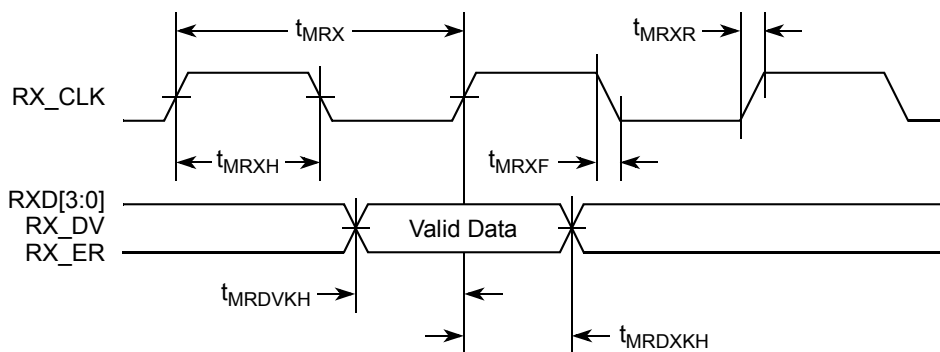 tMRX
tMRXR
RX_CLK
tMRXH
tMRXF
RXD[3:0]
RX_DV
Valid Data
RX_ER
tMRDVKH
tMRDXKH